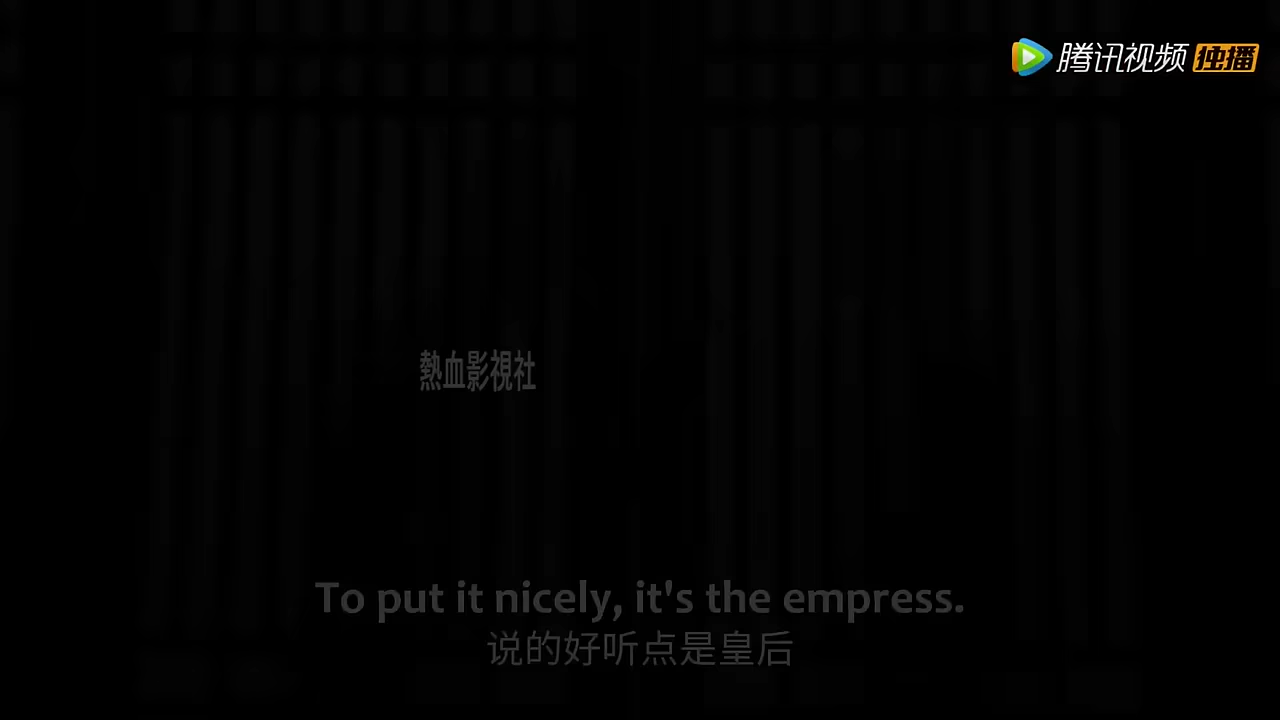 腾讯视频 独播
熱血影視社
To put it nicely, it's the empress.
说的好听点是皇后